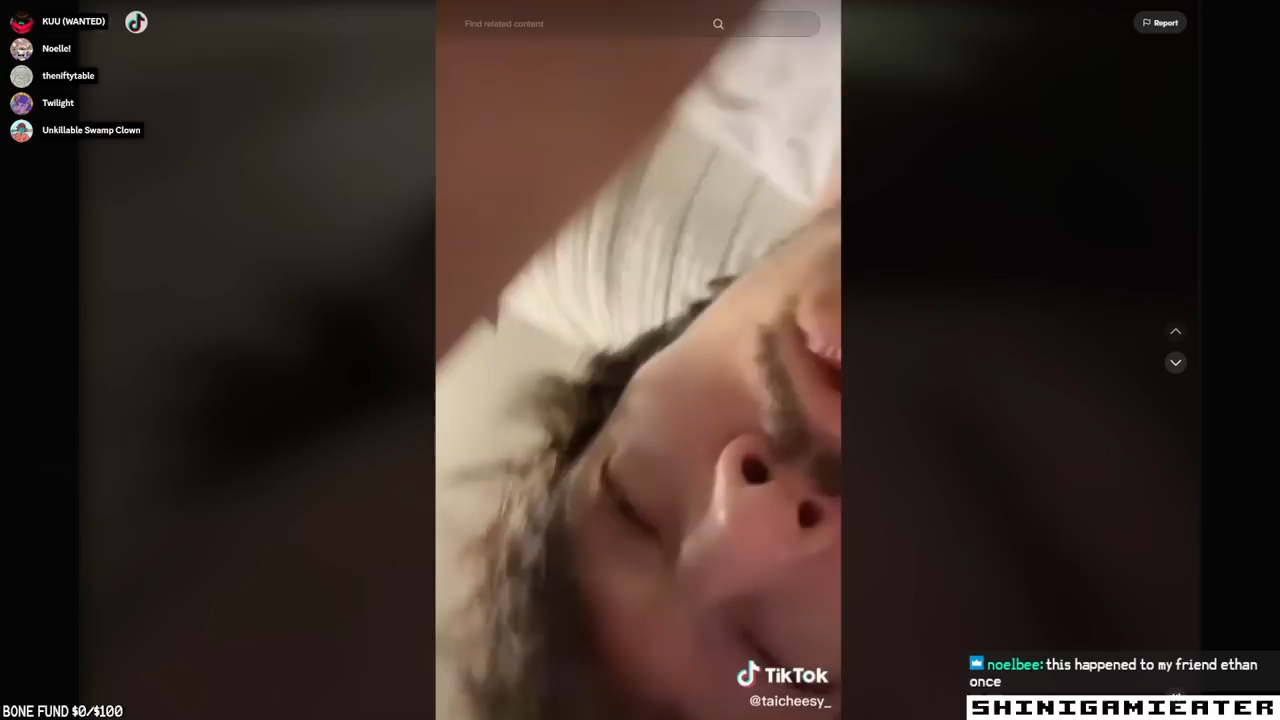 KUU (WANTED)
Noelle!
theniftytable
Twilight
Unkillable Swamp Clown
Find related content
Report
TikTok
@taicheesy_
noelbee: this happened to my friend ethan
once
SHINIGAMIEATER
BONE FUND $0/$100